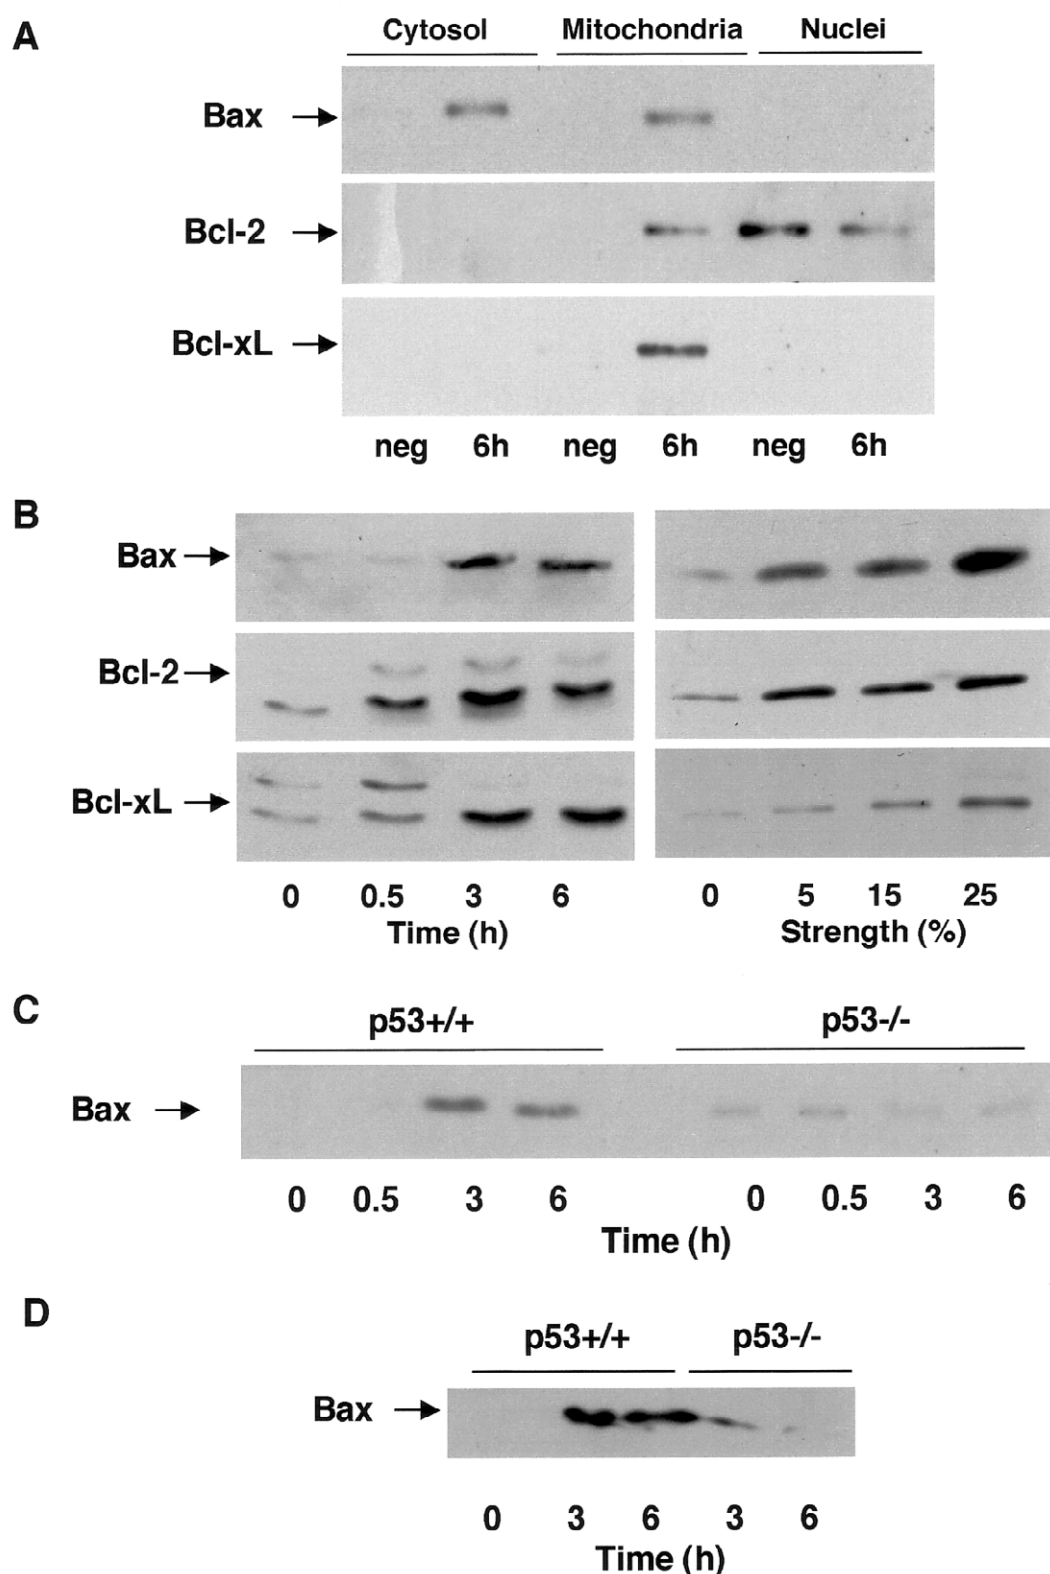 A
Cytosol Mitochondria Nuclei
Bax
Bcl-2
Bcl-xL
neg 6h neg 6h neg 6h
B
Bax
Bcl-2
Bcl-xL
0 0.5 3 6 0 5 15 25
Time (h) Strength (%)
C
p53+/+ p53-/-
Bax
0 0.5 3 6 0 0.5 3 6
Time (h)
D
p53+/+ p53-/-
Bax
0 3 6 3 6
Time (h)